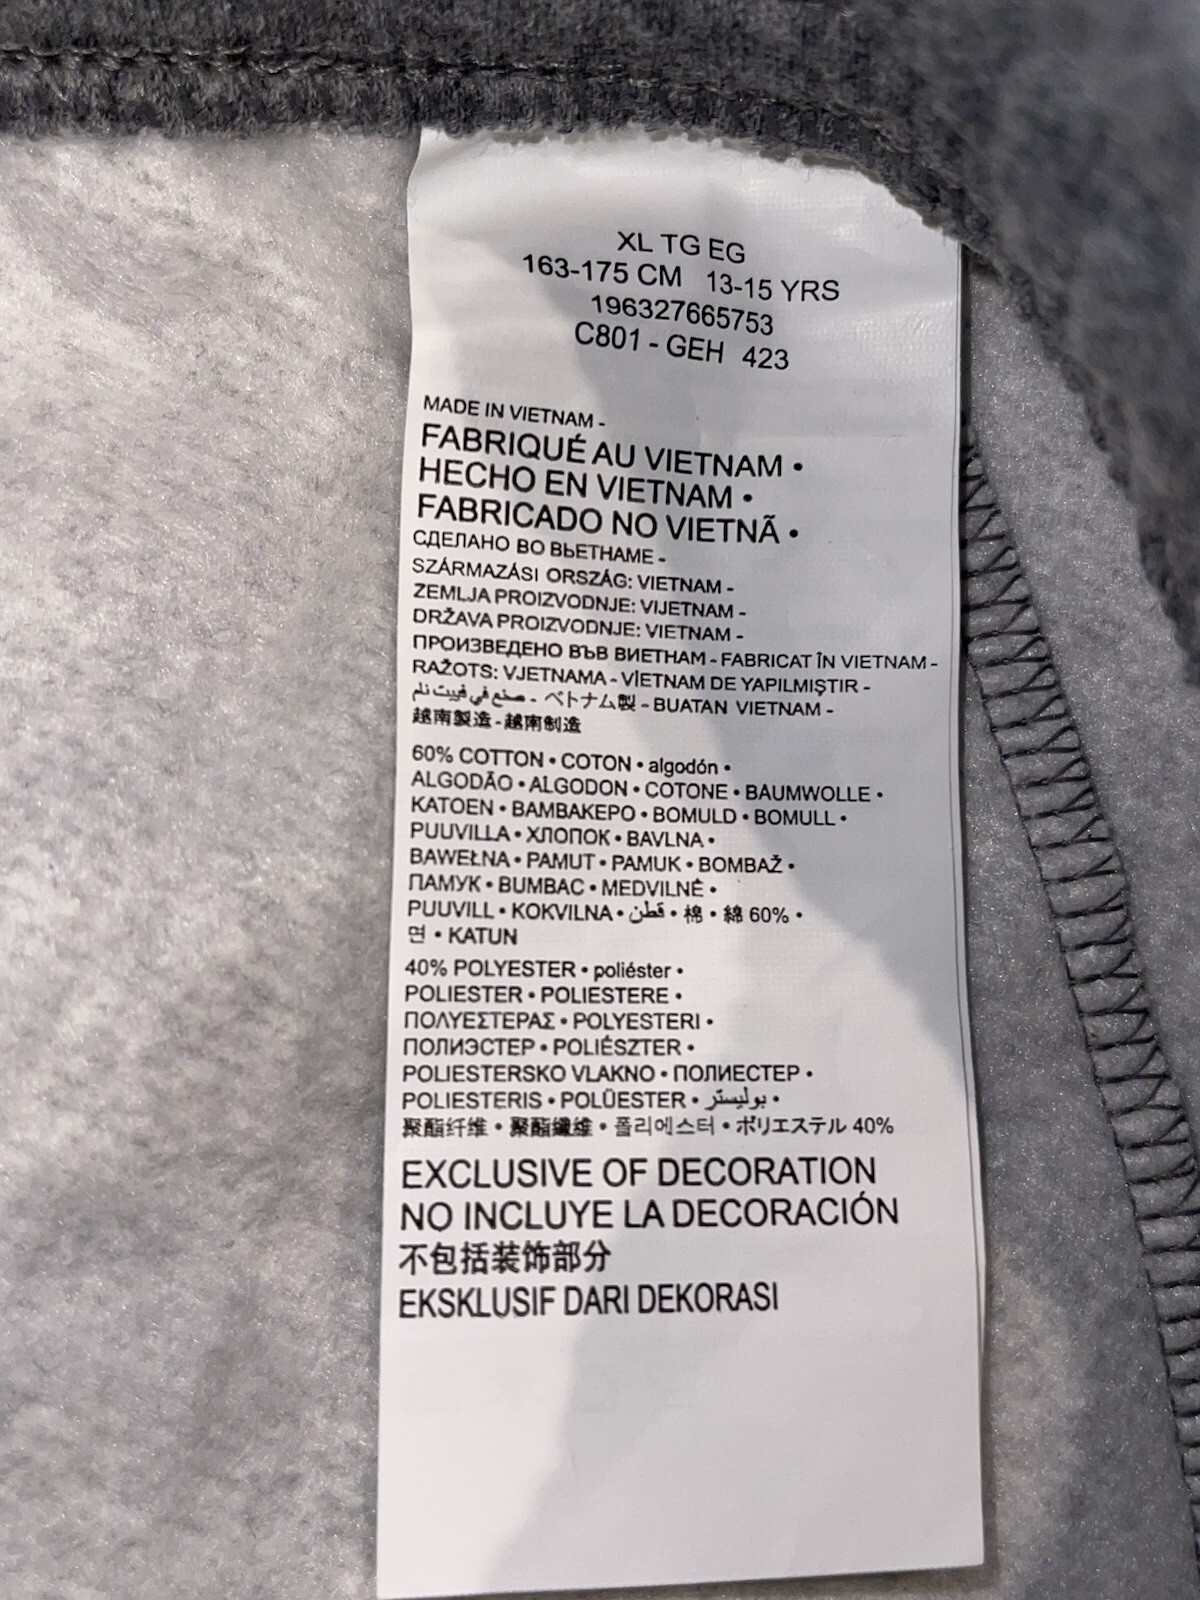 XL TG EG
163-175 CM 13-15 YRS
196327665753
C801 - GEH 423
MADE IN VIETNAM -
FABRIQUÉ AU VIETNAM •
HECHO EN VIETNAM •
FABRICADO NO VIETNÃ •
СДЕЛАНО ВО ВЬЕТНАМЕ -
SZÁRMAZÁSI ORSZÁG: VIETNAM -
ZEMLJA PROIZVODNJE: VIJETNAM -
DRŽAVA PROIZVODNJE: VIETNAM -
ПРОИЗВЕДЕНО ВЪВ ВИЕТНАМ - FABRICAT ÎN VIETNAM -
RAŽOTS: VJETNAMA - VİETNAM DE YAPILMIŞTIR -
صنع في فييت نام - ベトナム製 - BUATAN VIETNAM -
越南製造 - 越南制造
60% COTTON • COTON • algodón •
ALGODÃO • ALGODON • COTONE • BAUMWOLLE •
KATOEN • ΒΑΜΒΑΚΕΡΟ • BOMULD • BOMULL •
PUUVILLA • ХЛОПОК • BAVLNA •
BAWEŁNA • PAMUT • PAMUK • BOMBAŽ •
ПАМУК • BUMBAC • MEDVILNĖ •
PUUVILL • KOKVILNA • قطن • 棉 • 綿 60% •
면 • KATUN
40% POLYESTER • poliéster •
POLIESTER • POLIESTERE •
ΠΟΛΥΕΣΤΕΡΑΣ • POLYESTERI •
ПОЛИЭСТЕР • POLIÉSZTER •
POLIESTERSKO VLAKNO • ПОЛИЕСТЕР •
POLIESTERIS • POLÜESTER • بوليستر •
聚酯纤维 • 聚酯纖維 • 폴리에스터 • ポリエステル 40%
EXCLUSIVE OF DECORATION
NO INCLUYE LA DECORACIÓN
不包括装饰部分
EKSKLUSIF DARI DEKORASI